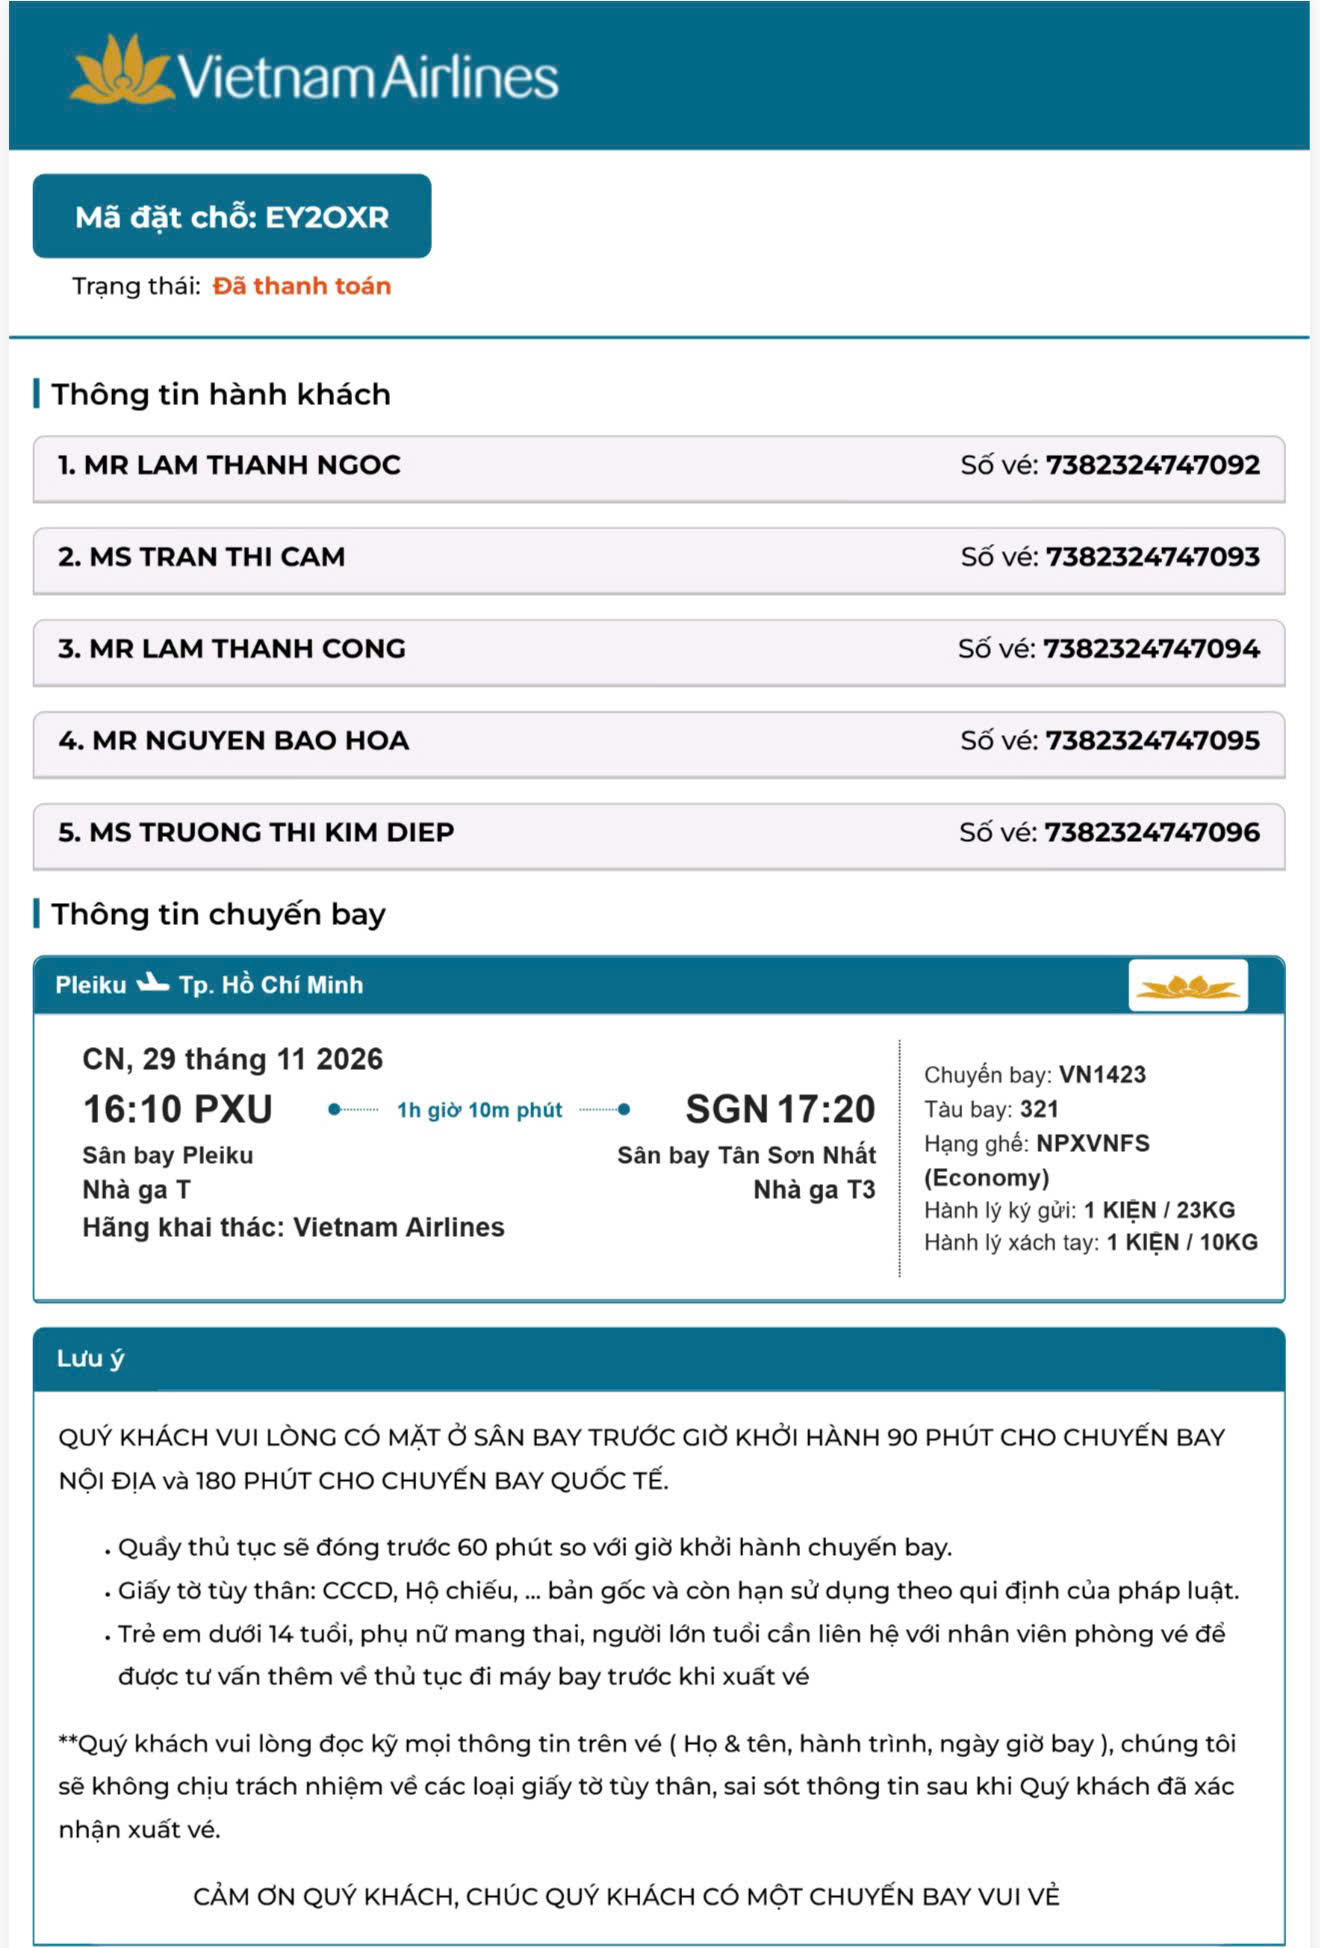 Vietnam Airlines
Mã đặt chỗ: EY2OXR
Trạng thái: Đã thanh toán
Thông tin hành khách
1. MR LAM THANH NGOC Số vé: 7382324747092
2. MS TRAN THI CAM Số vé: 7382324747093
3. MR LAM THANH CONG Số vé: 7382324747094
4. MR NGUYEN BAO HOA Số vé: 7382324747095
5. MS TRUONG THI KIM DIEP Số vé: 7382324747096
Thông tin chuyến bay
Pleiku Tp. Hồ Chí Minh
CN, 29 tháng 11 2026
16:10 PXU 1h giờ 10m phút SGN 17:20
Sân bay Pleiku Sân bay Tân Sơn Nhất
Nhà ga T Nhà ga T3
Hãng khai thác: Vietnam Airlines
Chuyến bay: VN1423
Tàu bay: 321
Hạng ghế: NPXVNFS
(Economy)
Hành lý ký gửi: 1 KIỆN / 23KG
Hành lý xách tay: 1 KIỆN / 10KG
Lưu ý
QUÝ KHÁCH VUI LÒNG CÓ MẶT Ở SÂN BAY TRƯỚC GIỜ KHỞI HÀNH 90 PHÚT CHO CHUYẾN BAY
NỘI ĐỊA và 180 PHÚT CHO CHUYẾN BAY QUỐC TẾ.
• Quầy thủ tục sẽ đóng trước 60 phút so với giờ khởi hành chuyến bay.
• Giấy tờ tùy thân: CCCD, Hộ chiếu, ... bản gốc và còn hạn sử dụng theo qui định của pháp luật.
• Trẻ em dưới 14 tuổi, phụ nữ mang thai, người lớn tuổi cần liên hệ với nhân viên phòng vé để
được tư vấn thêm về thủ tục đi máy bay trước khi xuất vé
**Quý khách vui lòng đọc kỹ mọi thông tin trên vé ( Họ & tên, hành trình, ngày giờ bay ), chúng tôi
sẽ không chịu trách nhiệm về các loại giấy tờ tùy thân, sai sót thông tin sau khi Quý khách đã xác
nhận xuất vé.
CẢM ƠN QUÝ KHÁCH, CHÚC QUÝ KHÁCH CÓ MỘT CHUYẾN BAY VUI VẺ